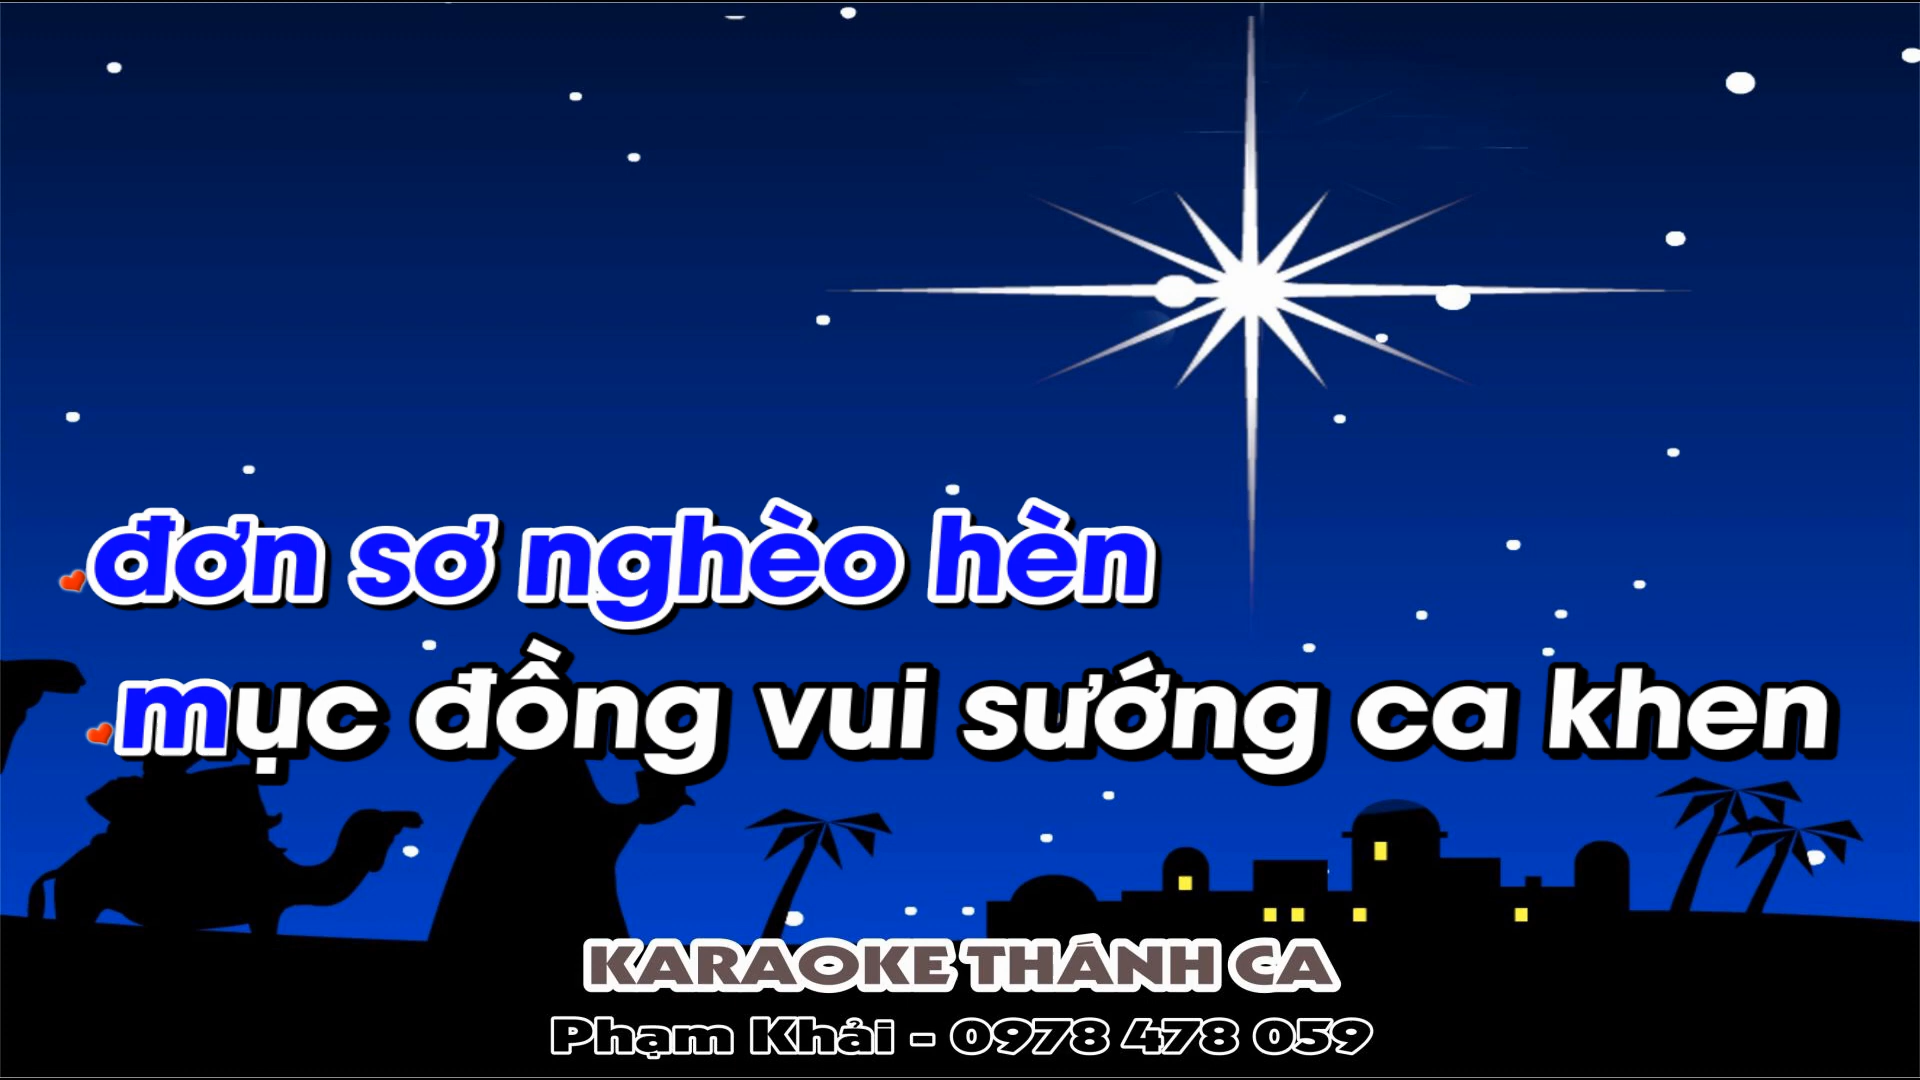 đơn sơ nghèo hèn
mục đồng vui sướng ca khen
KARAOKE THÁNH CA
Phạm Khải - 0978 478 059